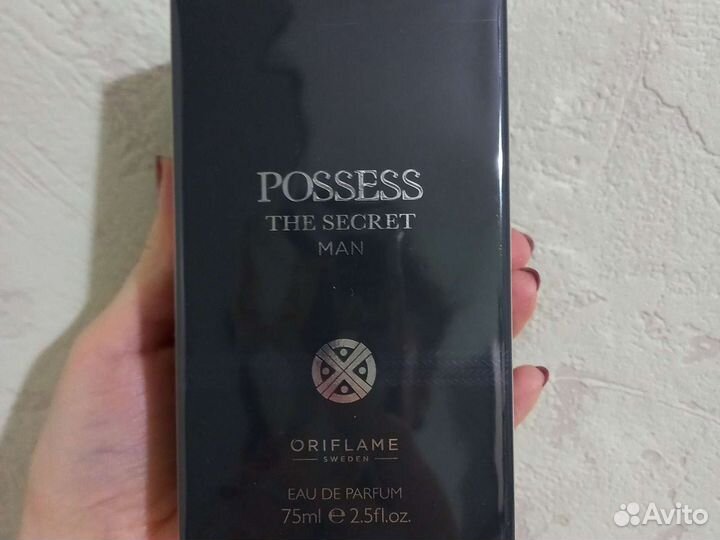 POSSESS
THE SECRET
MAN
ORIFLAME
SWEDEN
EAU DE PARFUM
75ml ℮ 2.5fl.oz.
Avito